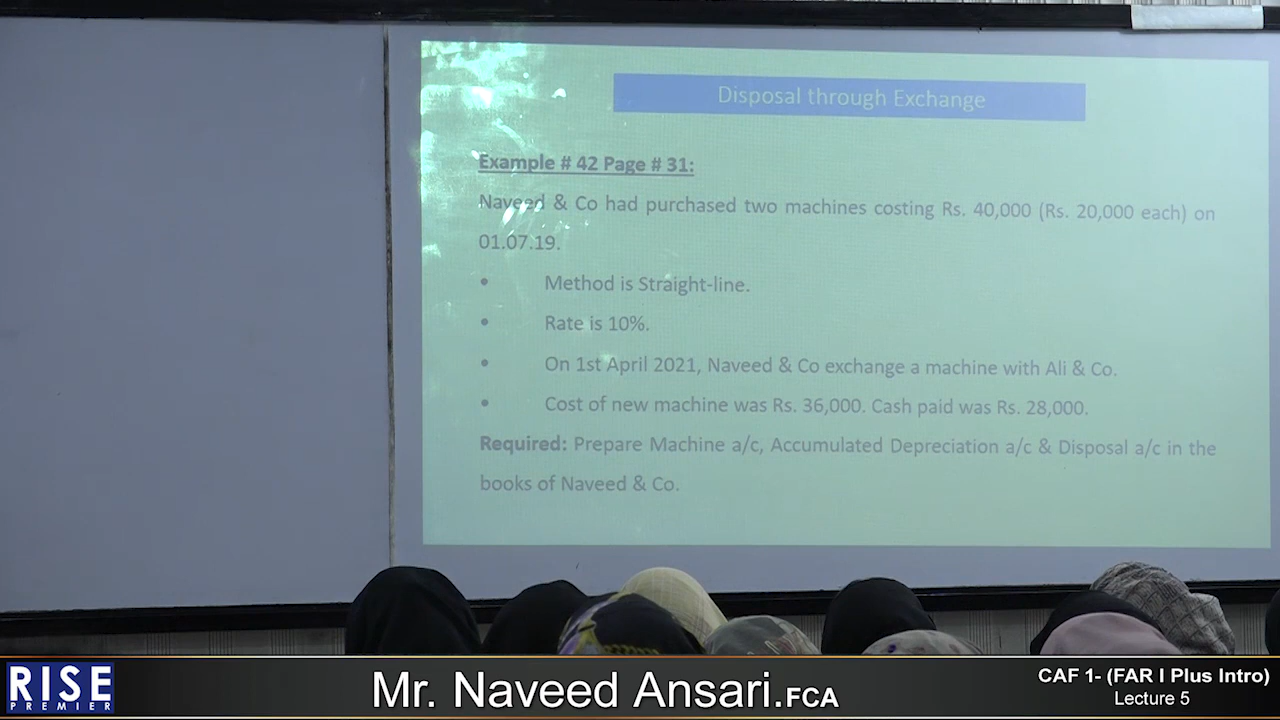 Disposal through Exchange
Example # 42 Page # 31:
Naveed & Co had purchased two machines costing Rs. 40,000 (Rs. 20,000 each) on
01.07.19.
• Method is Straight-line.
• Rate is 10%.
• On 1st April 2021, Naveed & Co exchange a machine with Ali & Co.
• Cost of new machine was Rs. 36,000. Cash paid was Rs. 28,000.
Required: Prepare Machine a/c, Accumulated Depreciation a/c & Disposal a/c in the
books of Naveed & Co.
RISE
PREMIER
Mr. Naveed Ansari.FCA
CAF 1- (FAR I Plus Intro)
Lecture 5